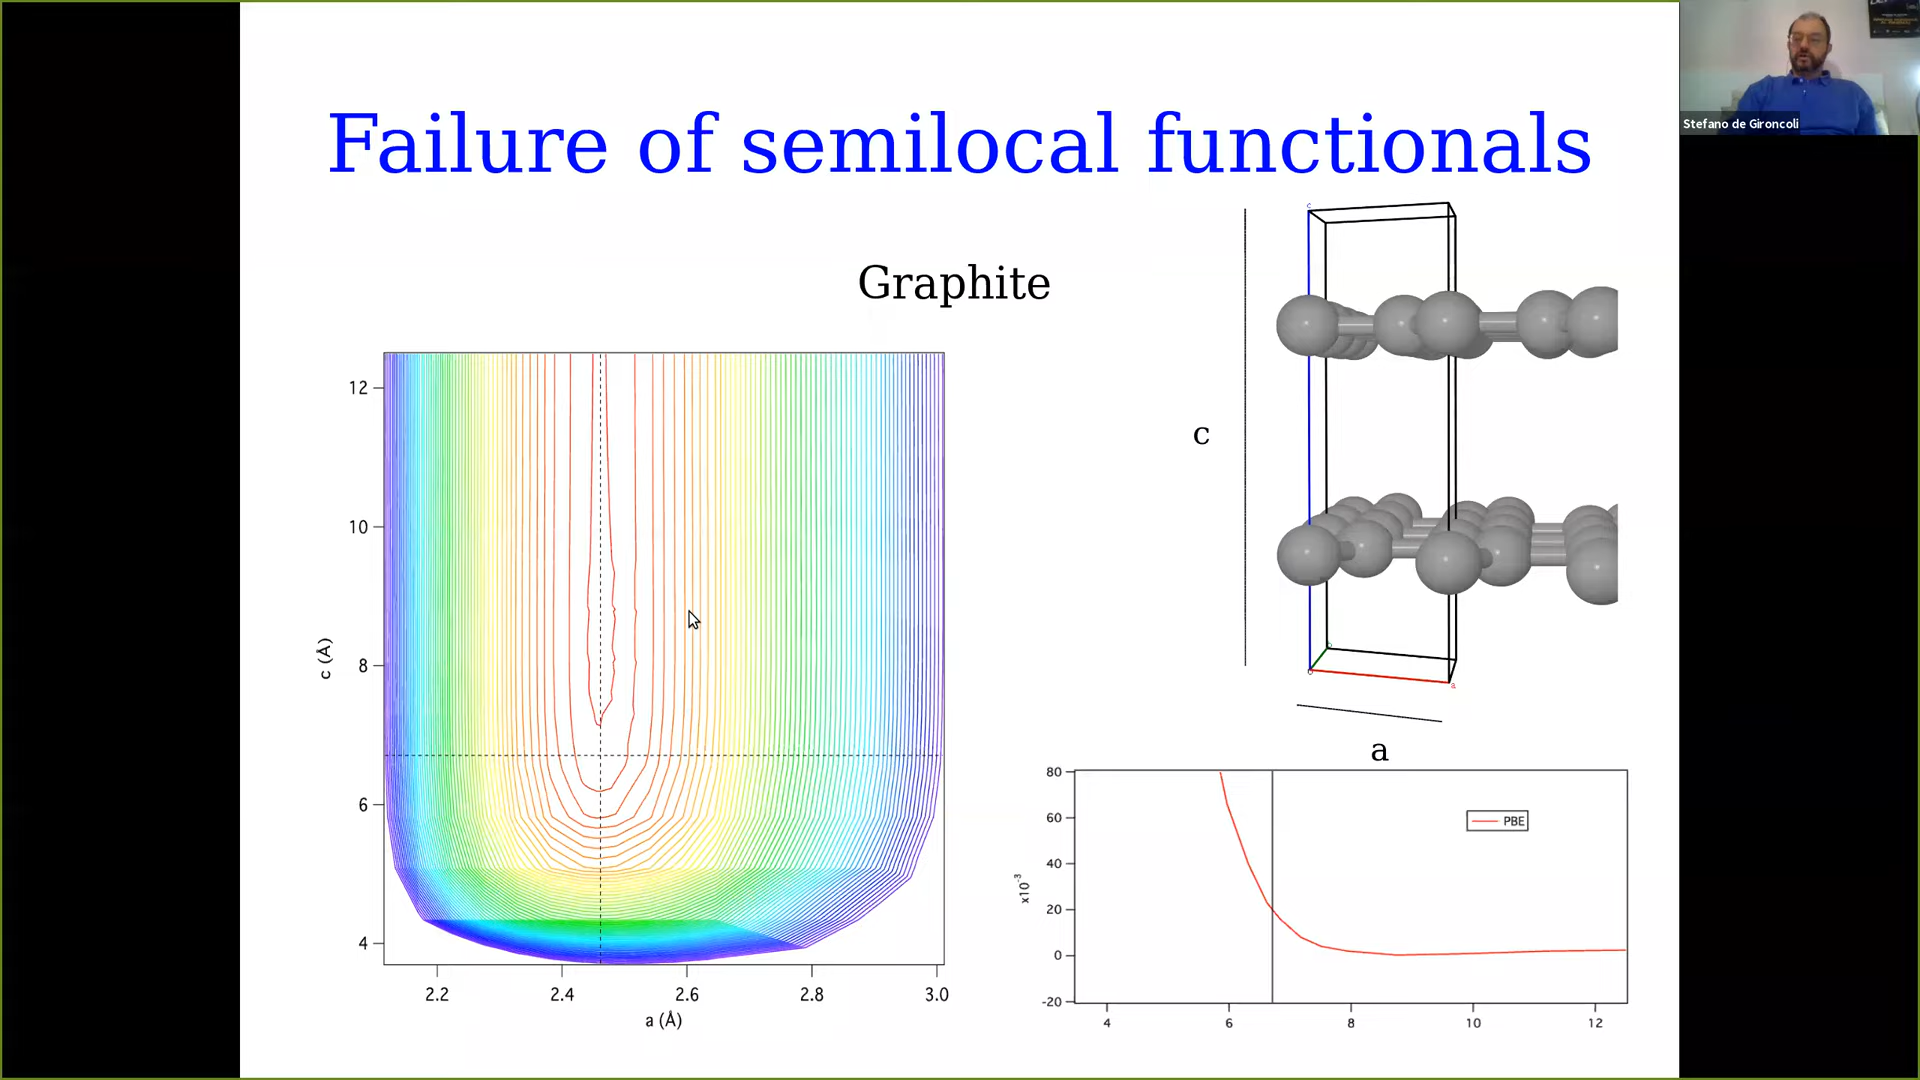 Failure of semilocal functionals
Stefano de Gironcoli
Graphite
c
c
a
a
12
10
8
6
4
c (Å)
2.2 2.4 2.6 2.8 3.0
a (Å)
80
60
40
20
0
-20
x10⁻³
PBE
4 6 8 10 12